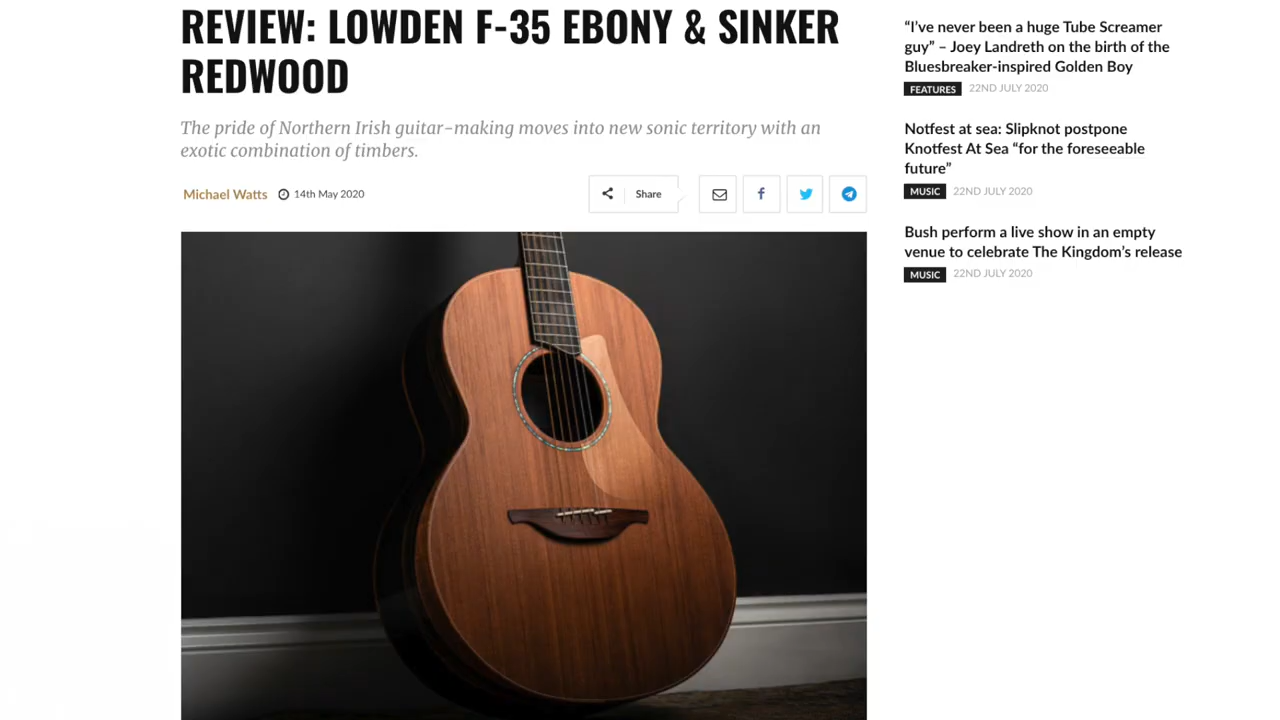 REVIEW: LOWDEN F-35 EBONY & SINKER
REDWOOD
The pride of Northern Irish guitar-making moves into new sonic territory with an
exotic combination of timbers.
Michael Watts 14th May 2020
Share
“I’ve never been a huge Tube Screamer
guy” – Joey Landreth on the birth of the
Bluesbreaker-inspired Golden Boy
FEATURES 22ND JULY 2020
Notfest at sea: Slipknot postpone
Knotfest At Sea “for the foreseeable
future”
MUSIC 22ND JULY 2020
Bush perform a live show in an empty
venue to celebrate The Kingdom’s release
MUSIC 22ND JULY 2020